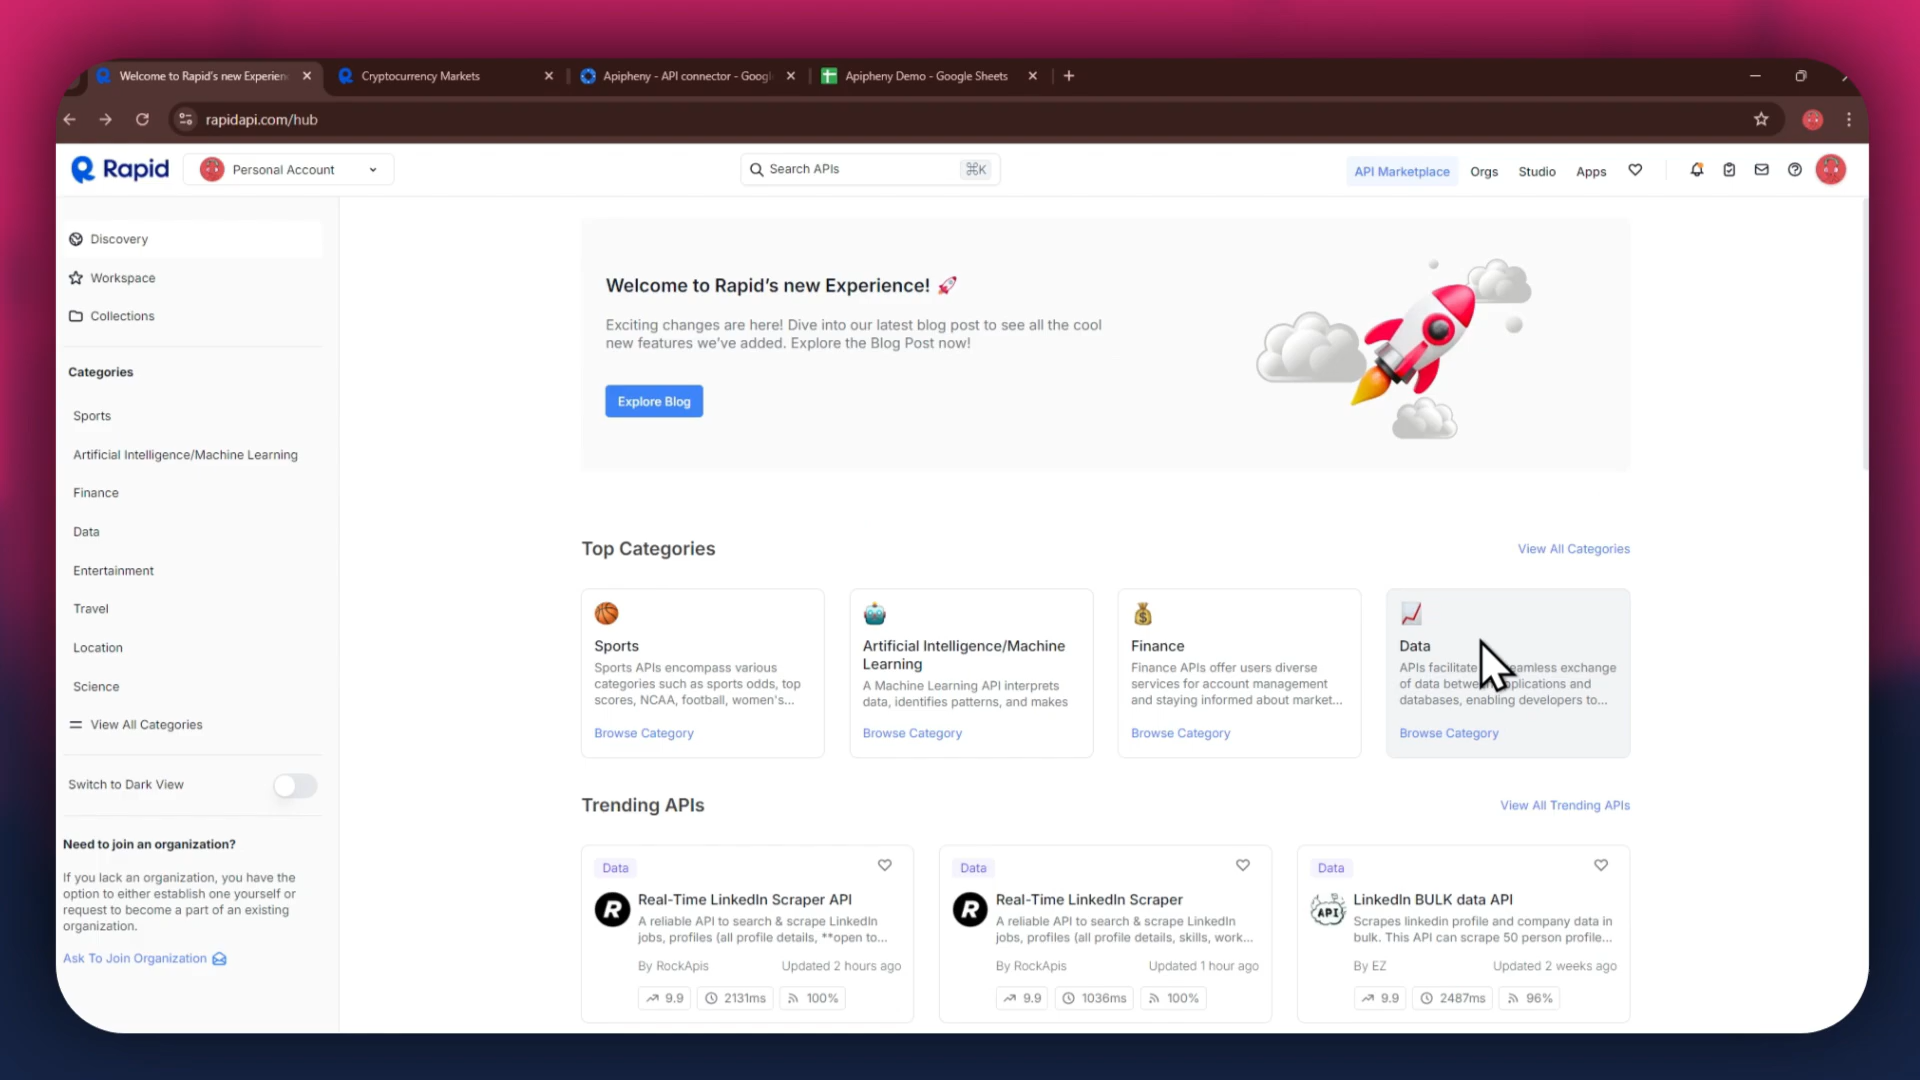 Welcome to Rapid's new Experien
Cryptocurrency Markets
Apipheny - API connector - Googl
Apipheny Demo - Google Sheets
rapidapi.com/hub
Rapid
Personal Account
Search APIs
⌘K
API Marketplace
Orgs
Studio
Apps
Discovery
Workspace
Collections
Categories
Sports
Artificial Intelligence/Machine Learning
Finance
Data
Entertainment
Travel
Location
Science
View All Categories
Switch to Dark View
Need to join an organization?
If you lack an organization, you have the
option to either establish one yourself or
request to become a part of an existing
organization.
Ask To Join Organization
Welcome to Rapid's new Experience! 🚀
Exciting changes are here! Dive into our latest blog post to see all the cool
new features we've added. Explore the Blog Post now!
Explore Blog
Top Categories
View All Categories
Sports
Sports APIs encompass various
categories such as sports odds, top
scores, NCAA, football, women's...
Browse Category
Artificial Intelligence/Machine
Learning
A Machine Learning API interprets
data, identifies patterns, and makes
Browse Category
Finance
Finance APIs offer users diverse
services for account management
and staying informed about market...
Browse Category
Data
APIs facilitate eamless exchange
of data betwe plications and
databases, enabling developers to...
Browse Category
Trending APIs
View All Trending APIs
Data
Real-Time LinkedIn Scraper API
A reliable API to search & scrape LinkedIn
jobs, profiles (all profile details, **open to...
By RockApis
Updated 2 hours ago
9.9
2131ms
100%
Data
Real-Time LinkedIn Scraper
A reliable API to search & scrape LinkedIn
jobs, profiles (all profile details, skills, work...
By RockApis
Updated 1 hour ago
9.9
1036ms
100%
Data
API
LinkedIn BULK data API
Scrapes linkedin profile and company data in
bulk. This API can scrape 50 person profile...
By EZ
Updated 2 weeks ago
9.9
2487ms
96%